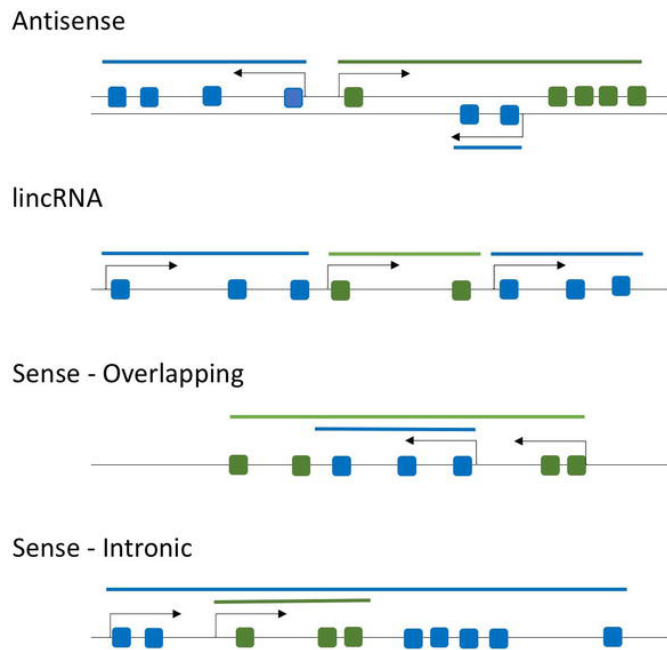 Antisense
lincRNA
Sense - Overlapping
Sense - Intronic